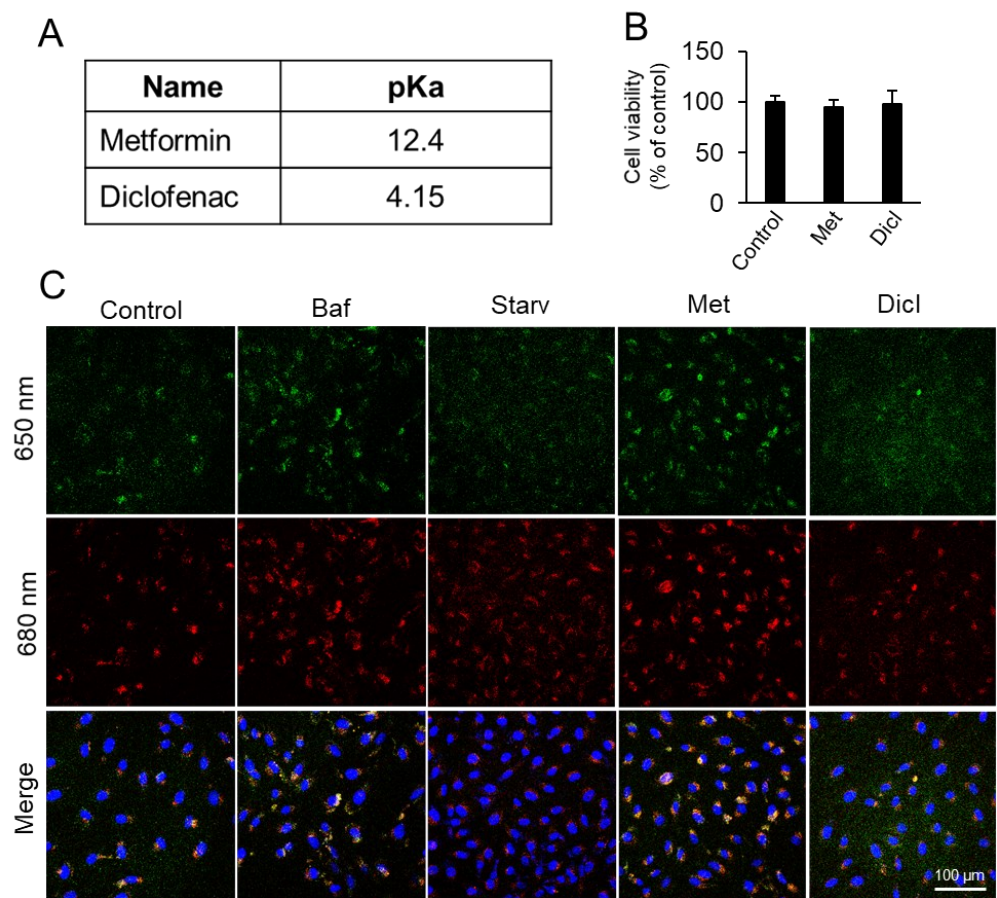 A
Name pKa
Metformin 12.4
Diclofenac 4.15
B
Cell viability
(% of control)
150
100
50
0
Control Met Dicl
C
Control Baf Starv Met Dicl
650 nm
680 nm
Merge
100 µm